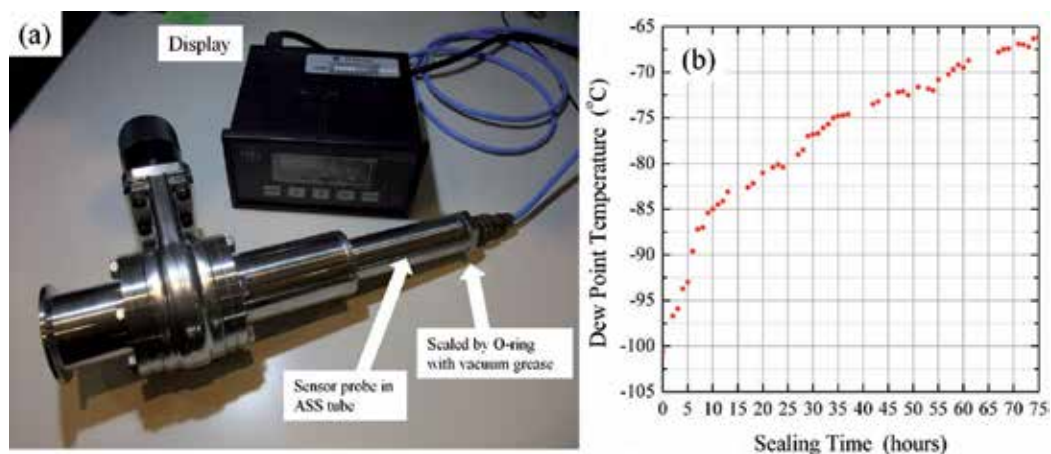 (a)
Display
Sealed by O-ring
with vacuum grease
Sensor probe in
ASS tube
(b)
Dew Point Temperature (°C)
-65
-70
-75
-80
-85
-90
-95
-100
-105
0 5 10 15 20 25 30 35 40 45 50 55 60 65 70 75
Sealing Time (hours)